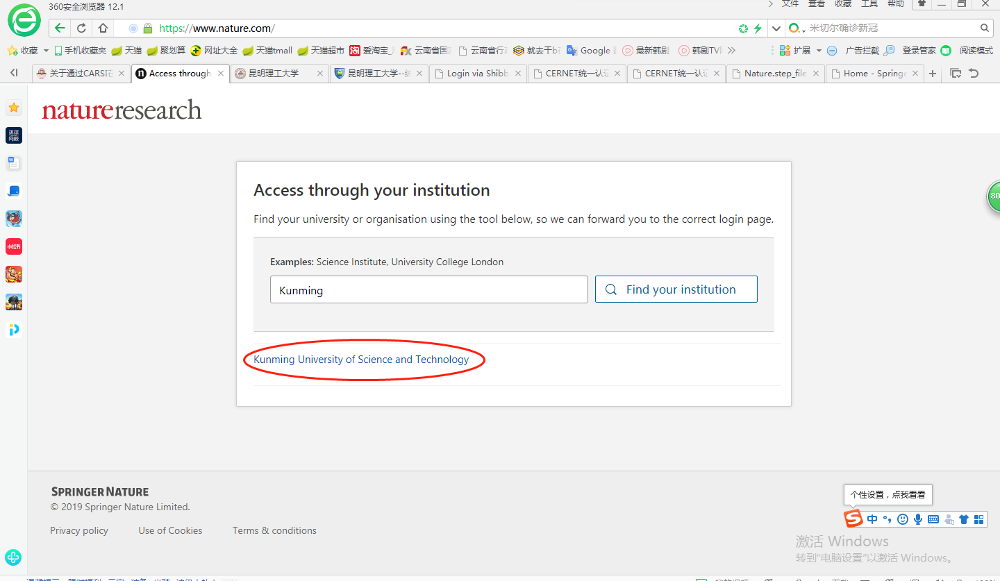 360安全浏览器 12.1
文件 查看 收藏 工具 帮助
https://www.nature.com/
米切尔确诊新冠
收藏 手机收藏夹 天猫 聚划算 网址大全 天猫tmall 天猫超市 爱淘宝 云南省国 云南省行 就去干b Google 最新韩剧 韩剧TV 扩展 广告拦截 登录管家 阅读模式
关于通过CARSI在 Access through 昆明理工大学 昆明理工大学--统 Login via Shibb CERNET统一认证 CERNET统一认证 Nature.step_file Home - Springe
natureresearch
Access through your institution
Find your university or organisation using the tool below, so we can forward you to the correct login page.
Examples: Science Institute, University College London
Kunming
Find your institution
Kunming University of Science and Technology
80
小红书
SPRINGER NATURE
© 2019 Springer Nature Limited.
Privacy policy Use of Cookies Terms & conditions
个性设置，点我看看
中
激活 Windows
转到"电脑设置"以激活 Windows。